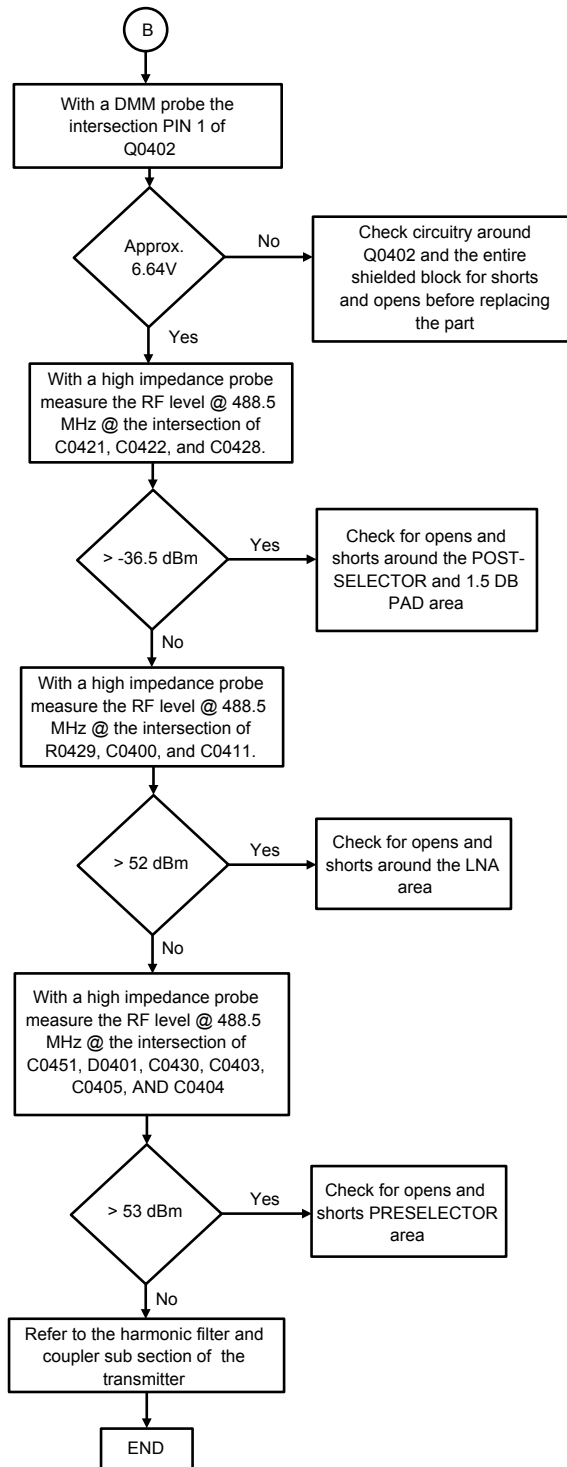 B
With a DMM probe the
intersection PIN 1 of
Q0402
Approx.
6.64V
No
Check circuitry around
Q0402 and the entire
shielded block for shorts
and opens before replacing
the part
Yes
With a high impedance probe
measure the RF level @ 488.5
MHz @ the intersection of
C0421, C0422, and C0428.
> -36.5 dBm
Yes
Check for opens and
shorts around the POST-
SELECTOR and 1.5 DB
PAD area
No
With a high impedance probe
measure the RF level @ 488.5
MHz @ the intersection of
R0429, C0400, and C0411.
> 52 dBm
Yes
Check for opens and
shorts around the LNA
area
No
With a high impedance probe
measure the RF level @ 488.5
MHz @ the intersection of
C0451, D0401, C0430, C0403,
C0405, AND C0404
> 53 dBm
Yes
Check for opens and
shorts PRESELECTOR
area
No
Refer to the harmonic filter and
coupler sub section of the
transmitter
END